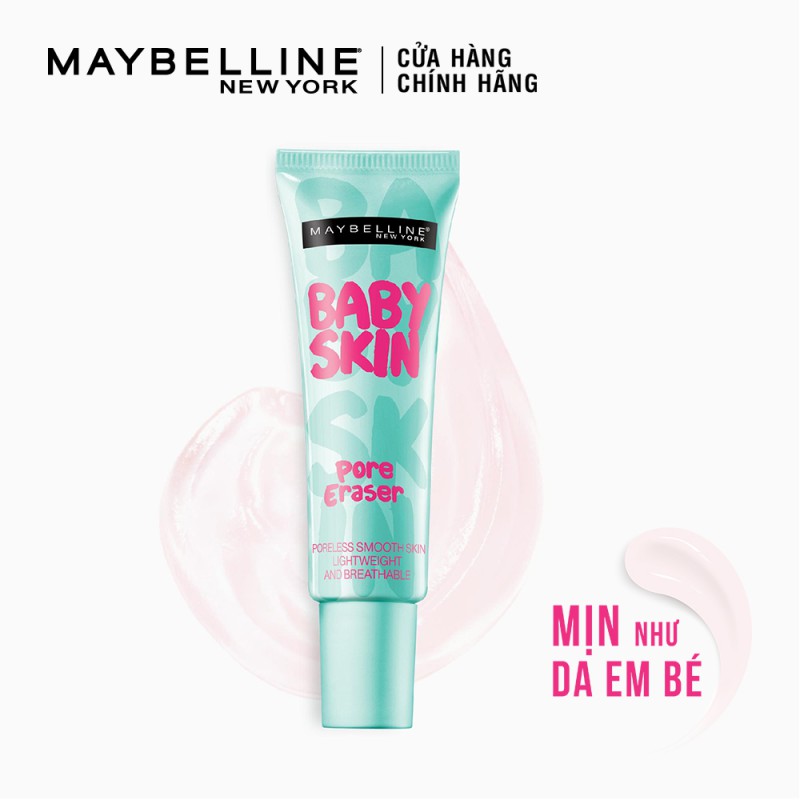 MAYBELLINE®
NEW YORK
CỬA HÀNG
CHÍNH HÃNG
MAYBELLINE®
NEW YORK
BABY
SKIN
Pore
Eraser
PORELESS SMOOTH SKIN
LIGHTWEIGHT
AND BREATHABLE
MỊN NHƯ
DA EM BÉ